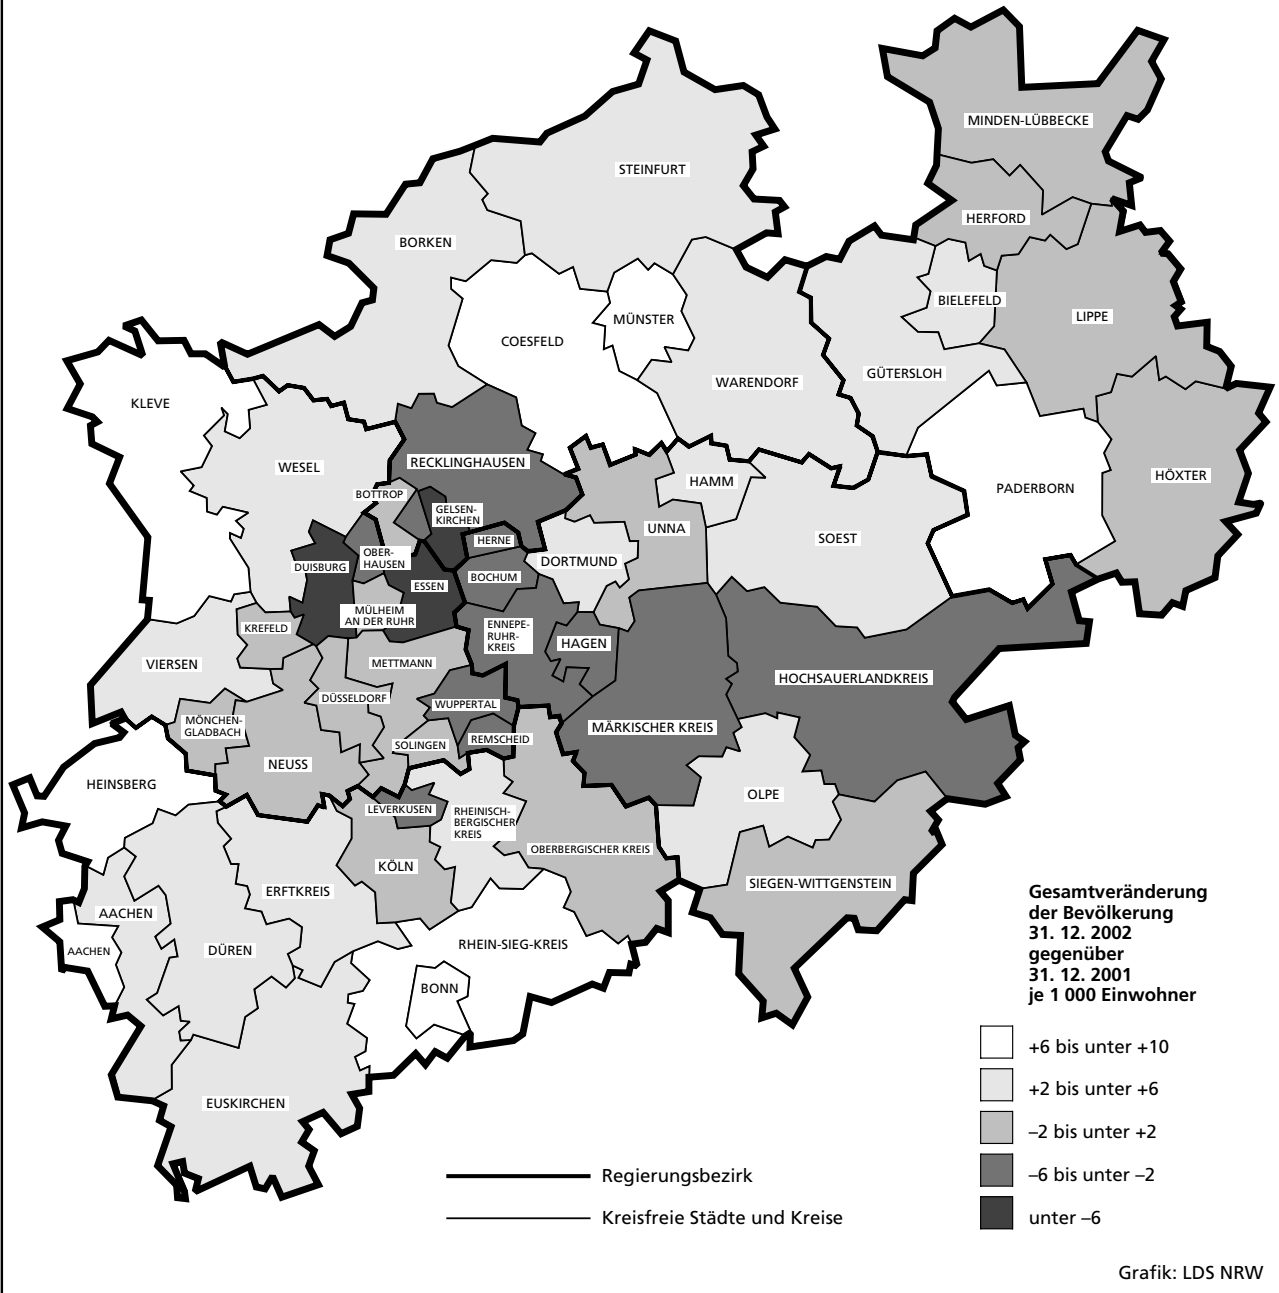 MINDEN-LÜBBECKE
STEINFURT
HERFORD
BORKEN
BIELEFELD
LIPPE
MÜNSTER
COESFELD
GÜTERSLOH
WARENDORF
KLEVE
RECKLINGHAUSEN
WESEL
HÖXTER
HAMM
PADERBORN
BOTTROP
GELSEN-
KIRCHEN
UNNA
SOEST
HERNE
OBER-
HAUSEN
DORTMUND
DUISBURG
BOCHUM
ESSEN
MÜLHEIM
AN DER RUHR
KREFELD
ENNEPE-
RUHR-
KREIS
HAGEN
VIERSEN
METTMANN
HOCHSAUERLANDKREIS
DÜSSELDORF
WUPPERTAL
MÖNCHEN-
GLADBACH
MÄRKISCHER KREIS
REMSCHEID
SOLINGEN
NEUSS
HEINSBERG
OLPE
LEVERKUSEN
RHEINISCH-
BERGISCHER
KREIS
OBERBERGISCHER KREIS
KÖLN
SIEGEN-WITTGENSTEIN
ERFTKREIS
AACHEN
RHEIN-SIEG-KREIS
AACHEN
DÜREN
BONN
EUSKIRCHEN
Gesamtveränderung
der Bevölkerung
31. 12. 2002
gegenüber
31. 12. 2001
je 1 000 Einwohner
+6 bis unter +10
+2 bis unter +6
–2 bis unter +2
–6 bis unter –2
unter –6
Regierungsbezirk
Kreisfreie Städte und Kreise
Grafik: LDS NRW